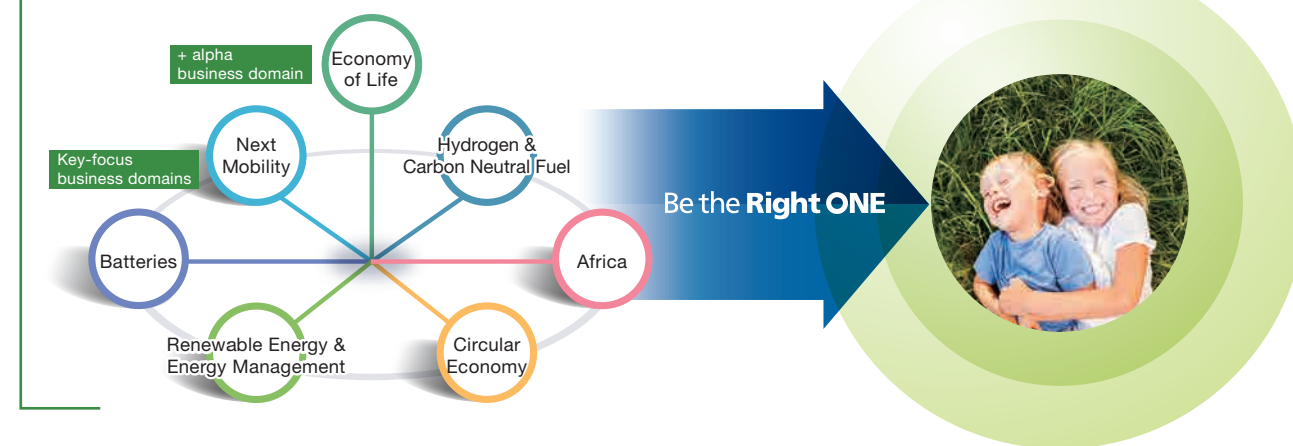 + alpha
business domain
Economy
of Life
Key-focus
business domains
Next
Mobility
Hydrogen &
Carbon Neutral Fuel
Batteries
Africa
Renewable Energy &
Energy Management
Circular
Economy
Be the Right ONE